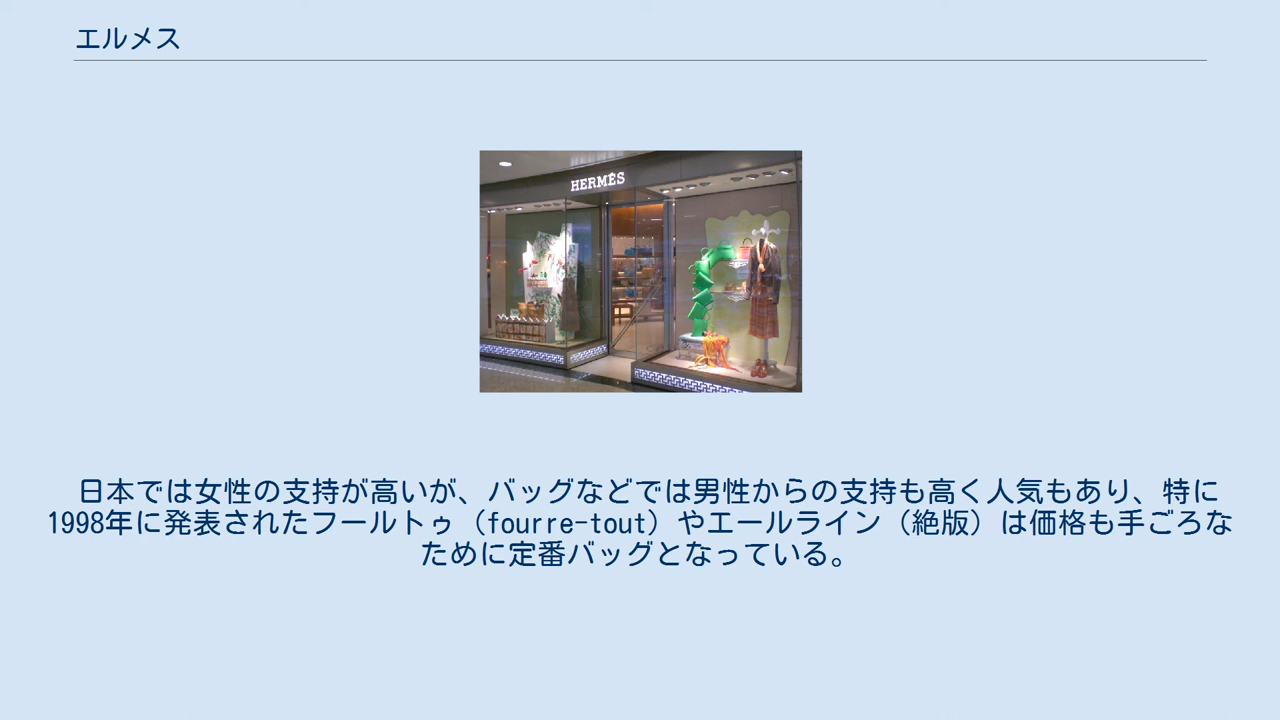 エルメス
HERMÈS
日本では女性の支持が高いが、バッグなどでは男性からの支持も高く人気もあり、特に
1998年に発表されたフールトゥ（fourre-tout）やエールライン（絶版）は価格も手ごろな
ために定番バッグとなっている。